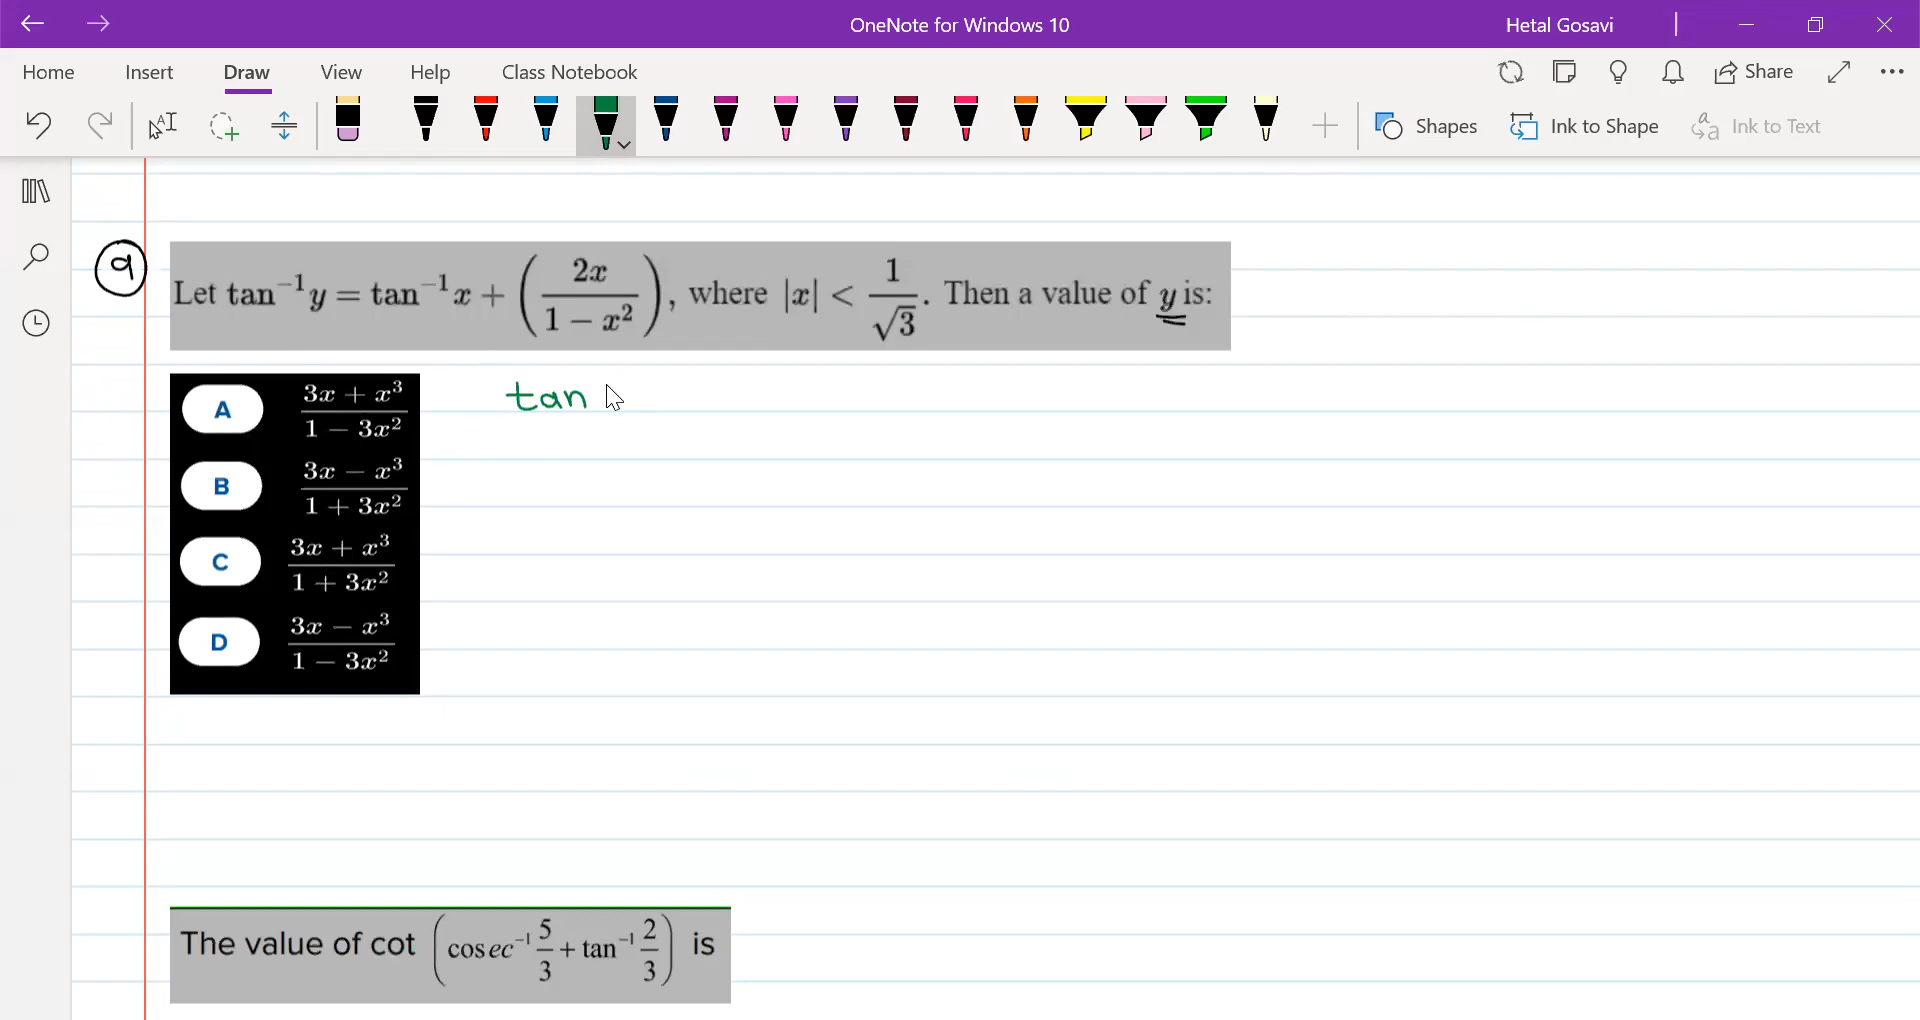 OneNote for Windows 10
Hetal Gosavi
Home Insert Draw View Help Class Notebook
Share
Shapes Ink to Shape Ink to Text
9
Let tan⁻¹y = tan⁻¹x + (2x / 1 − x²), where |x| < 1/√3. Then a value of y is:
tan
A (3x + x³)/(1 − 3x²)
B (3x − x³)/(1 + 3x²)
C (3x + x³)/(1 + 3x²)
D (3x − x³)/(1 − 3x²)
The value of cot (cosec⁻¹ 5/3 + tan⁻¹ 2/3) is